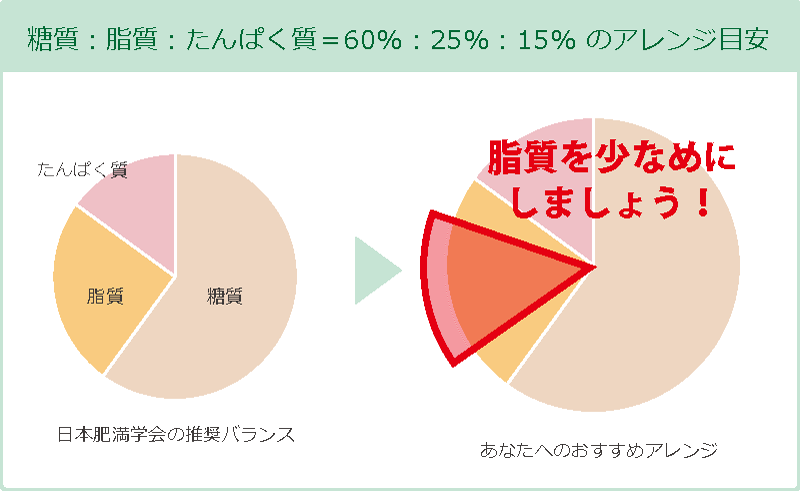 糖質：脂質：たんぱく質＝60%：25%：15% のアレンジ目安
たんぱく質
脂質
糖質
日本肥満学会の推奨バランス
脂質を少なめに
しましょう！
あなたへのおすすめアレンジ